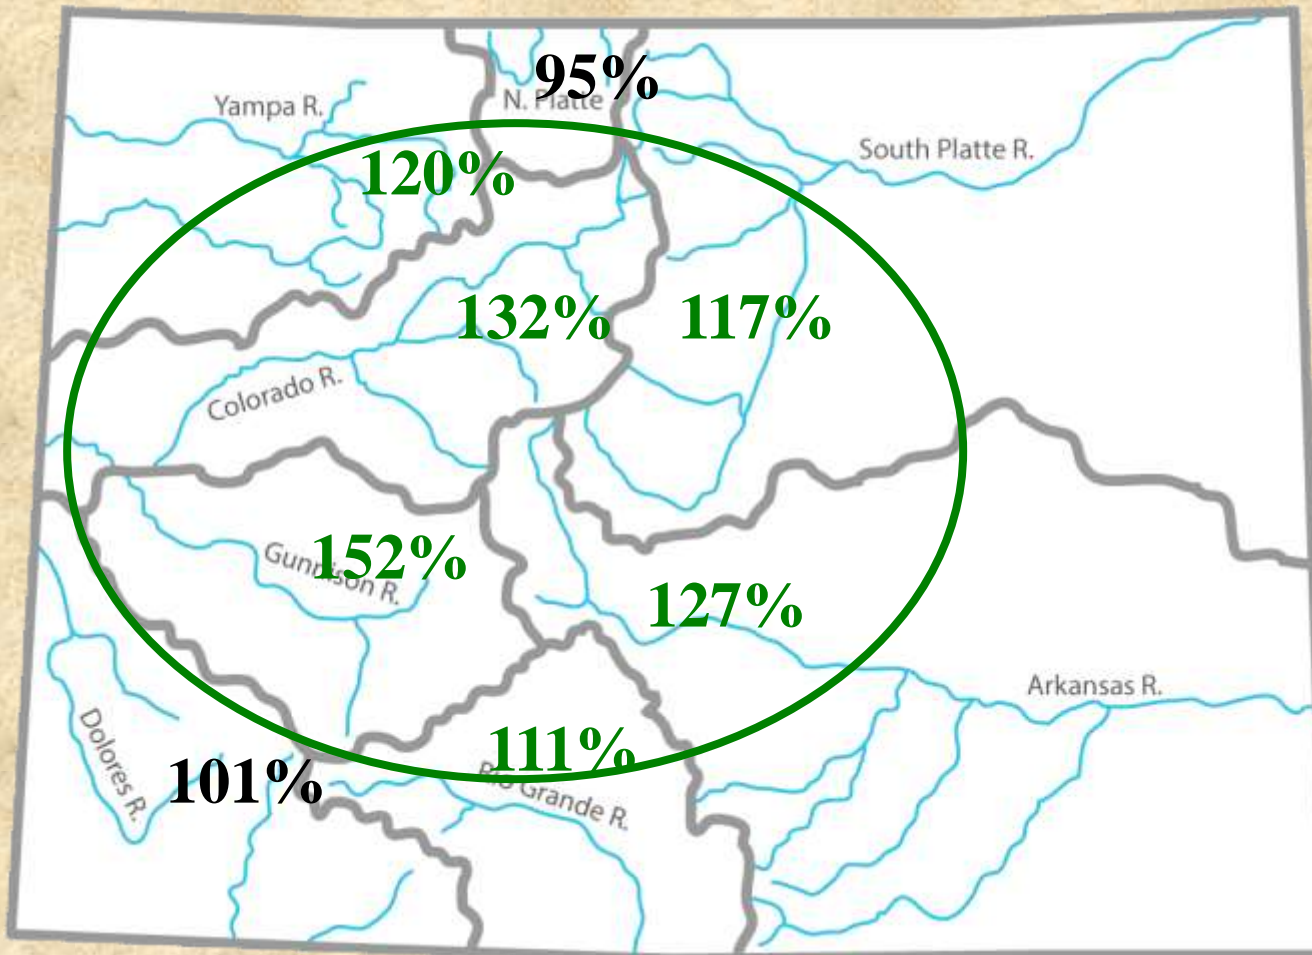 95%
N. Platte
Yampa R.
South Platte R.
120%
132%
117%
Colorado R.
152%
Gunnison R.
127%
Arkansas R.
Dolores R.
101%
111%
Rio Grande R.